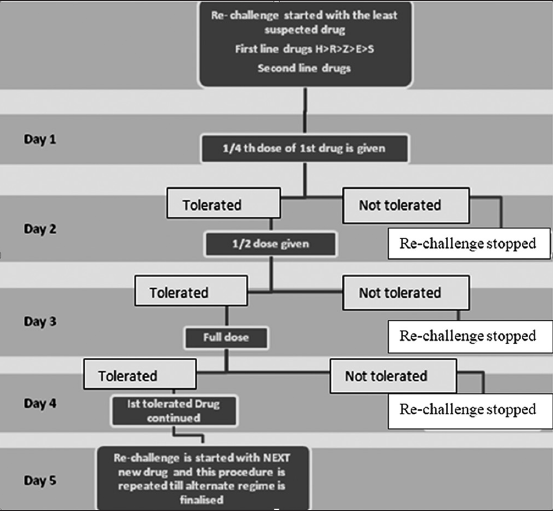 Re- challenge started with the least
suspected drug
First line drugs H>R>Z>E>S
Second line drugs
Day 1
1/4 th dose of 1st drug is given
Tolerated
Not tolerated
Day 2
Re-challenge stopped
1/2 dose given
Tolerated
Not tolerated
Day 3
Re-challenge stopped
Full dose
Tolerated
Not tolerated
Day 4
Ist tolerated Drug
continued
Re-challenge stopped
Re-challenge is started with NEXT
new drug and this procedure is
repeated till alternate regime is
finalised
Day 5